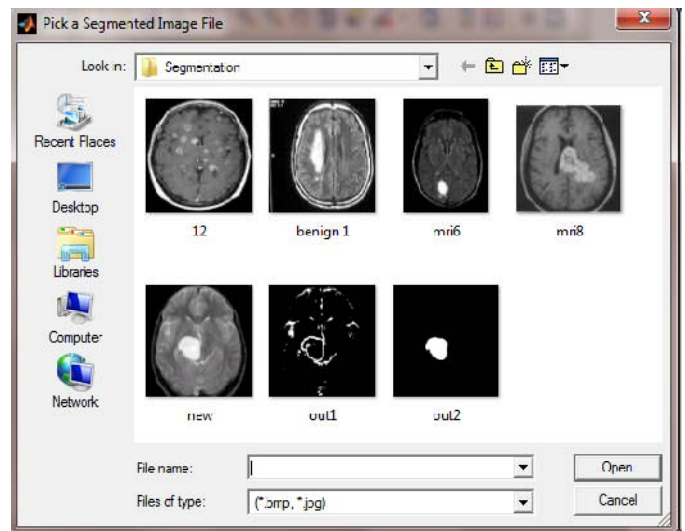 Pick a Segmented Image File
Look in: Segmentation
Recent Places
Desktop
Libraries
Computer
Network
12 benign 1 mri6 mri8
new out1 out2
File name: Open
Files of type: (*.bmp, *.jpg) Cancel